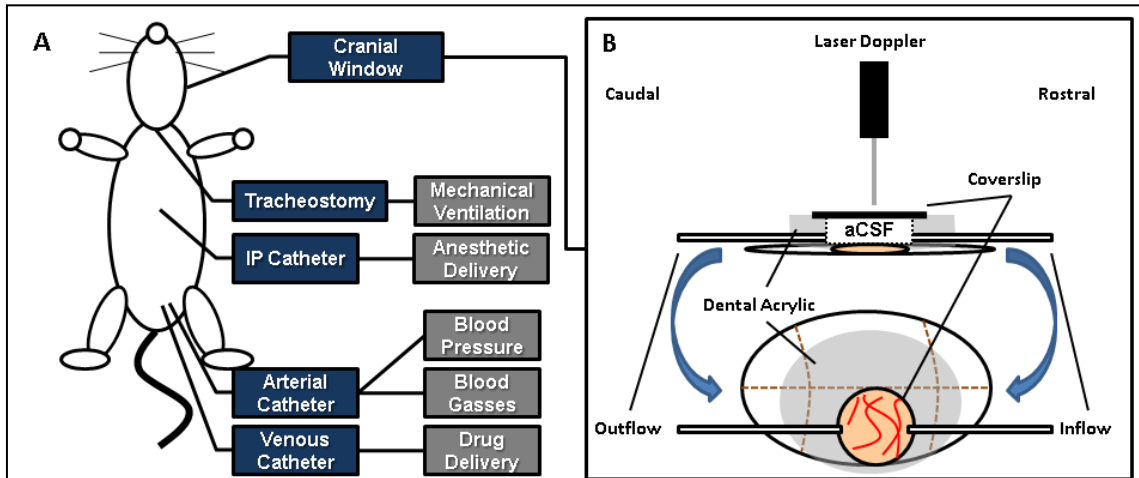 A
Cranial
Window
Tracheostomy
Mechanical
Ventilation
IP Catheter
Anesthetic
Delivery
Blood
Pressure
Arterial
Catheter
Blood
Gasses
Venous
Catheter
Drug
Delivery
B
Laser Doppler
Caudal
Rostral
Coverslip
aCSF
Dental Acrylic
Outflow
Inflow